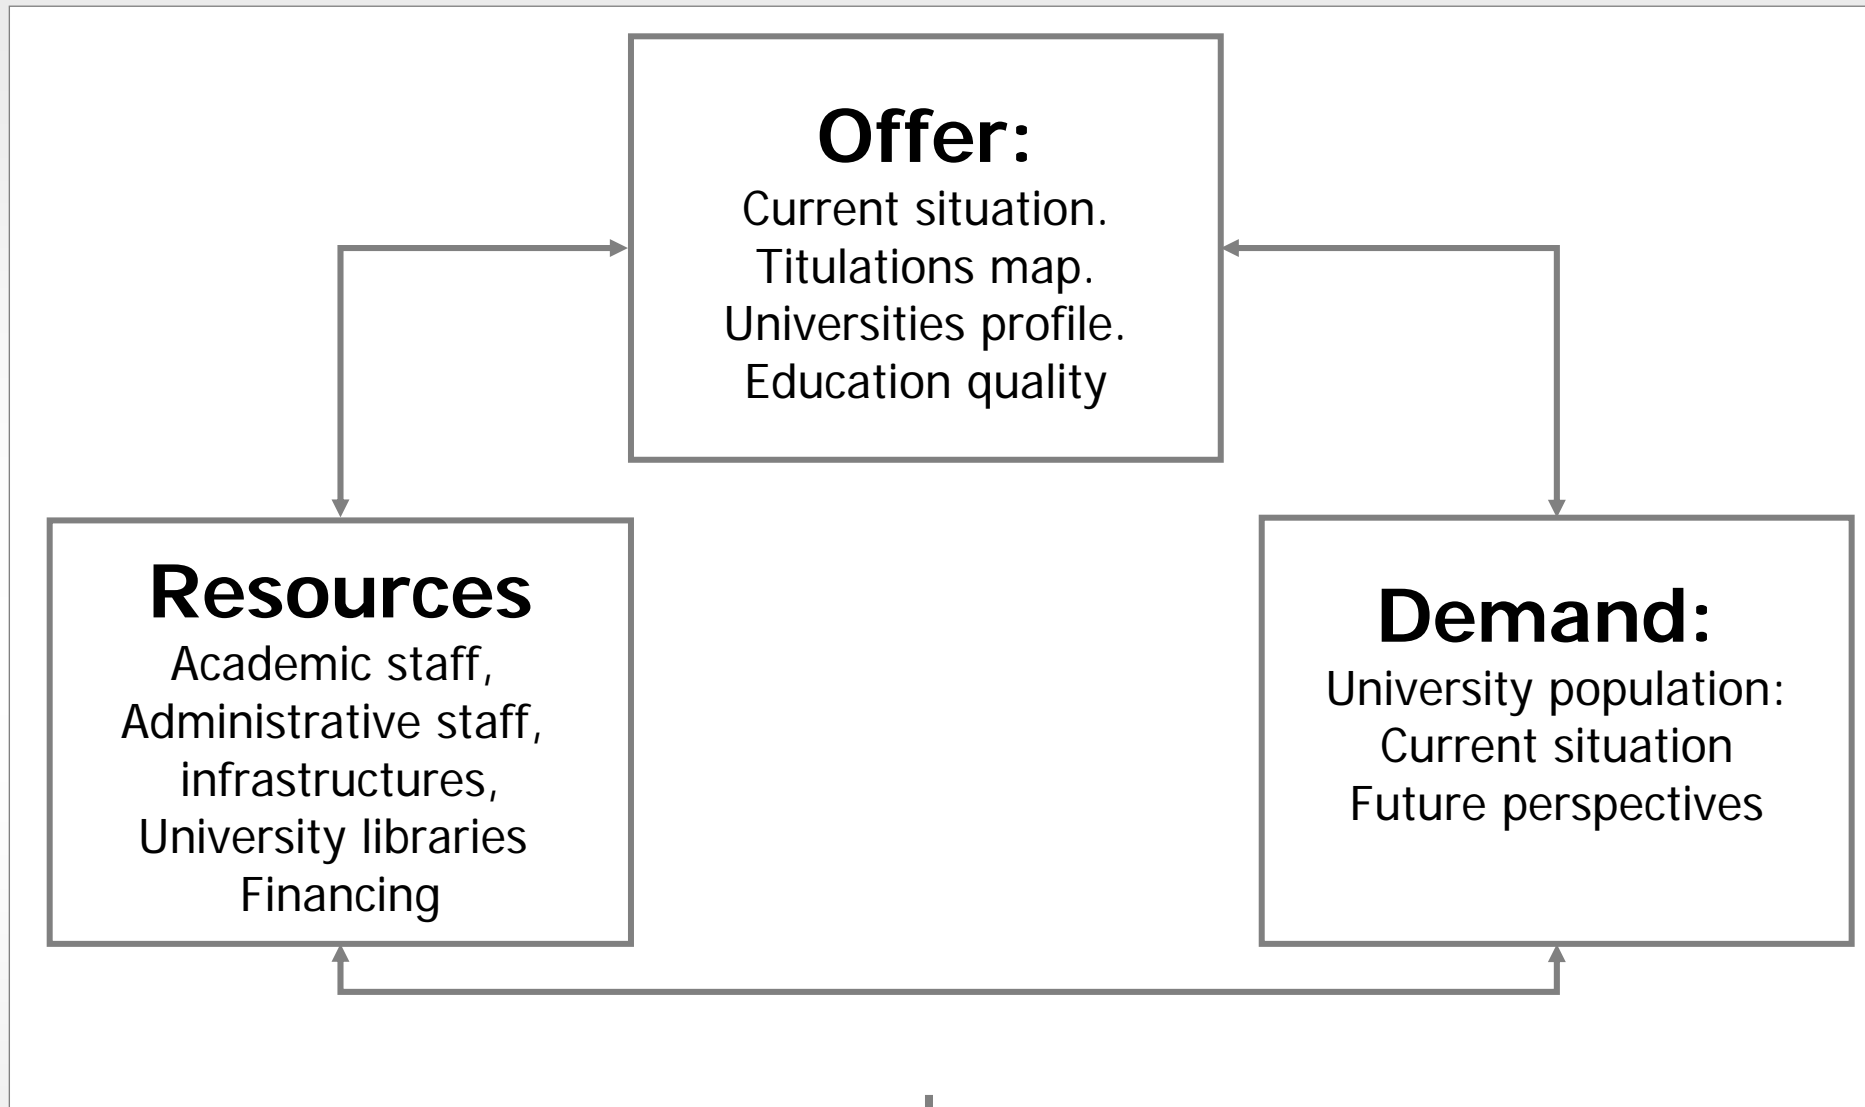 Offer:
Current situation.
Titulations map.
Universities profile.
Education quality
Resources
Academic staff,
Administrative staff,
infrastructures,
University libraries
Financing
Demand:
University population:
Current situation
Future perspectives